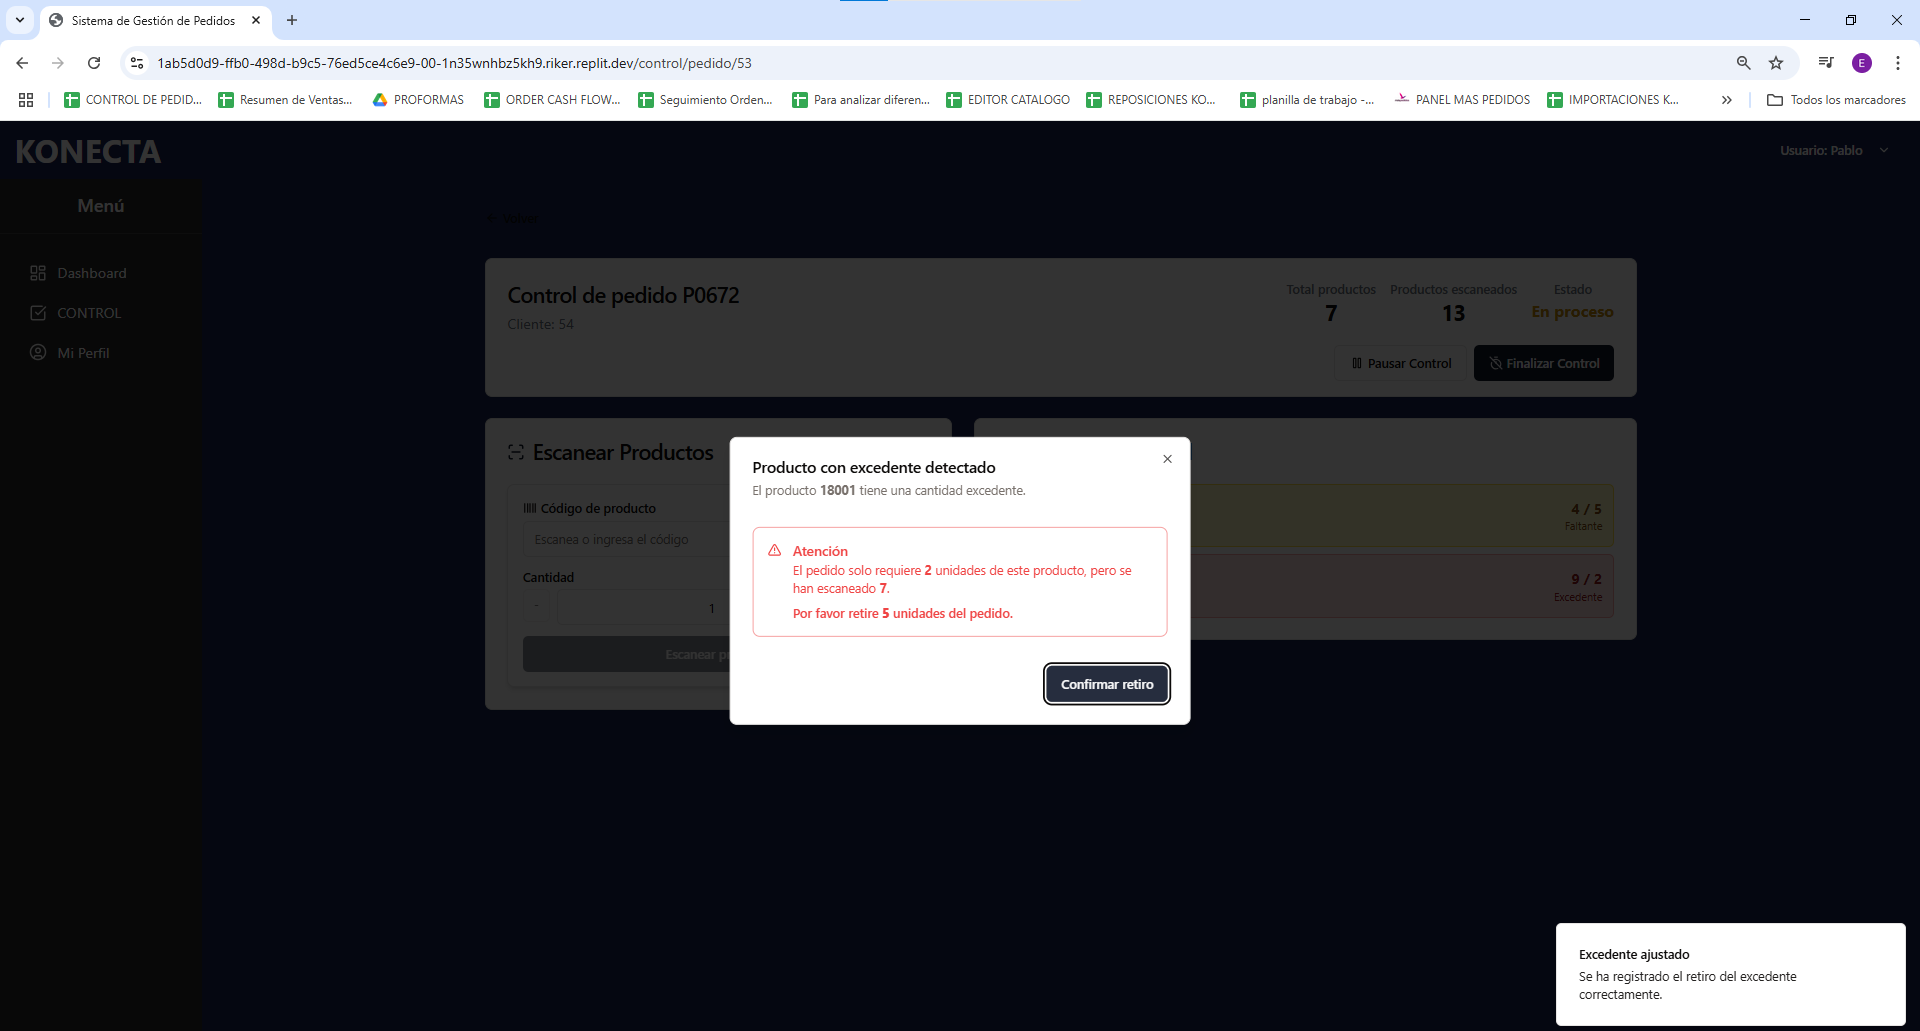 Sistema de Gestión de Pedidos
1ab5d0d9-ffb0-498d-b9c5-76ed5ce4c6e9-00-1n35wnhbz5kh9.riker.replit.dev/control/pedido/53
E
CONTROL DE PEDID...
Resumen de Ventas...
PROFORMAS
ORDER CASH FLOW...
Seguimiento Orden...
Para analizar diferen...
EDITOR CATALOGO
REPOSICIONES KO...
planilla de trabajo -...
PANEL MAS PEDIDOS
IMPORTACIONES K...
Todos los marcadores
KONECTA
Usuario: Pablo
Menú
Dashboard
CONTROL
Mi Perfil
Volver
Control de pedido P0672
Cliente: 54
Total productos
7
Productos escaneados
13
Estado
En proceso
Pausar Control
Finalizar Control
Escanear Productos
Código de producto
Escanea o ingresa el código
Cantidad
-
1
Escanear pr
4 / 5
Faltante
9 / 2
Excedente
Producto con excedente detectado
El producto 18001 tiene una cantidad excedente.
Atención
El pedido solo requiere 2 unidades de este producto, pero se
han escaneado 7.
Por favor retire 5 unidades del pedido.
Confirmar retiro
Excedente ajustado
Se ha registrado el retiro del excedente
correctamente.